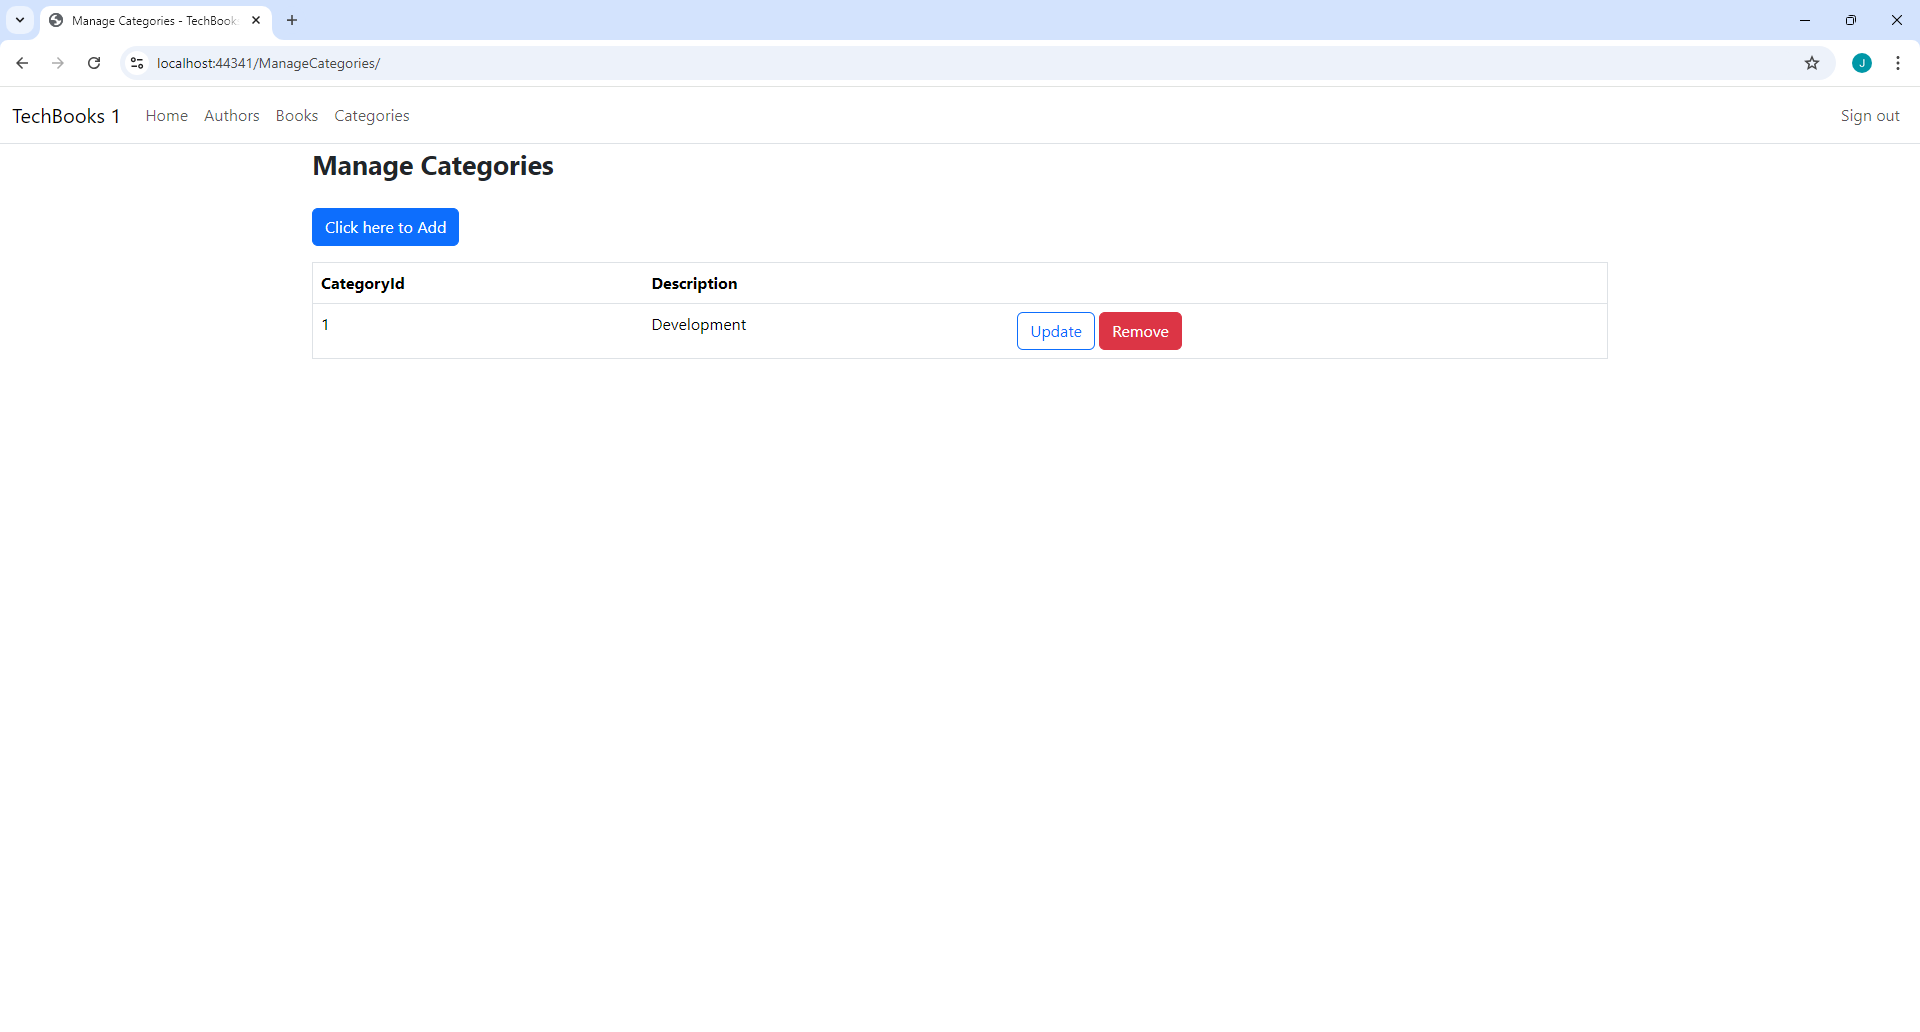 Manage Categories - TechBook
localhost:44341/ManageCategories/
J
TechBooks 1 Home Authors Books Categories Sign out
Manage Categories
Click here to Add
CategoryId Description
1 Development Update Remove